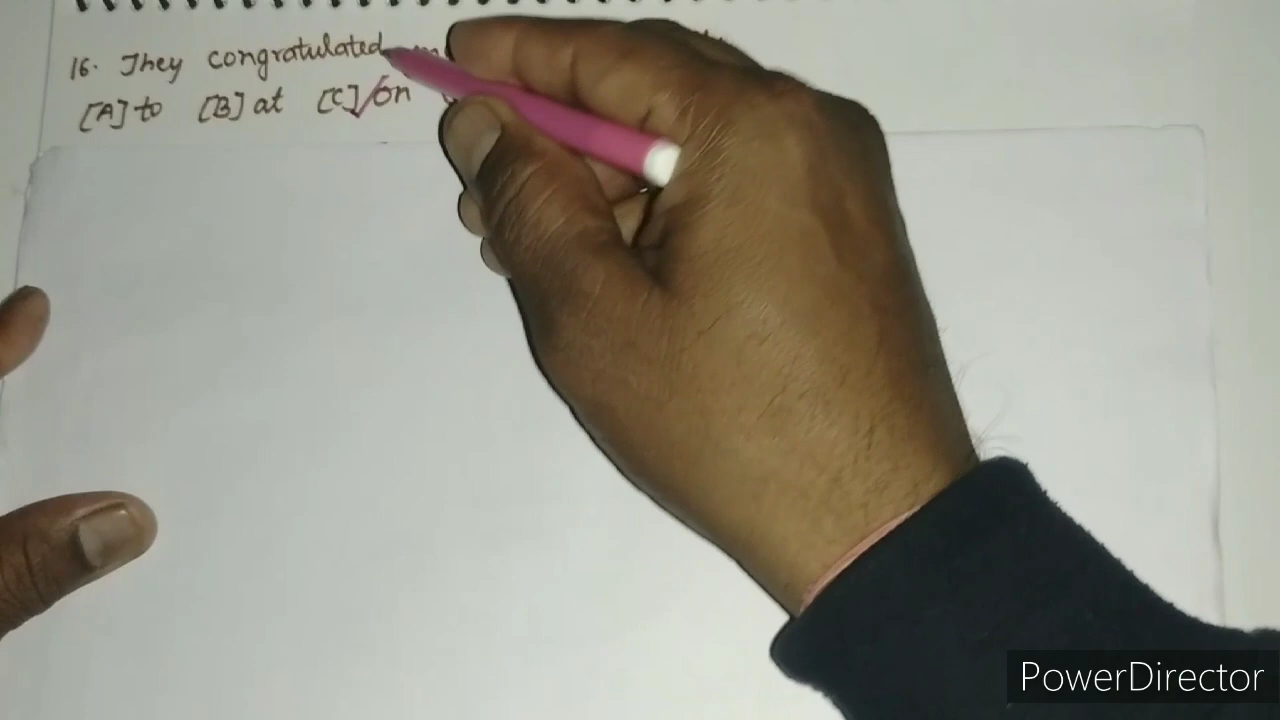 16. They congratulated
[A] to [B] at [C] on
PowerDirector